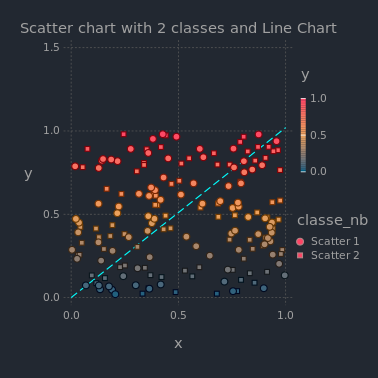 Scatter chart with 2 classes and Line Chart
1.5
1.0
0.5
0.0
y
0.0
0.5
1.0
x
y
1.0
0.5
0.0
classe_nb
Scatter 1
Scatter 2